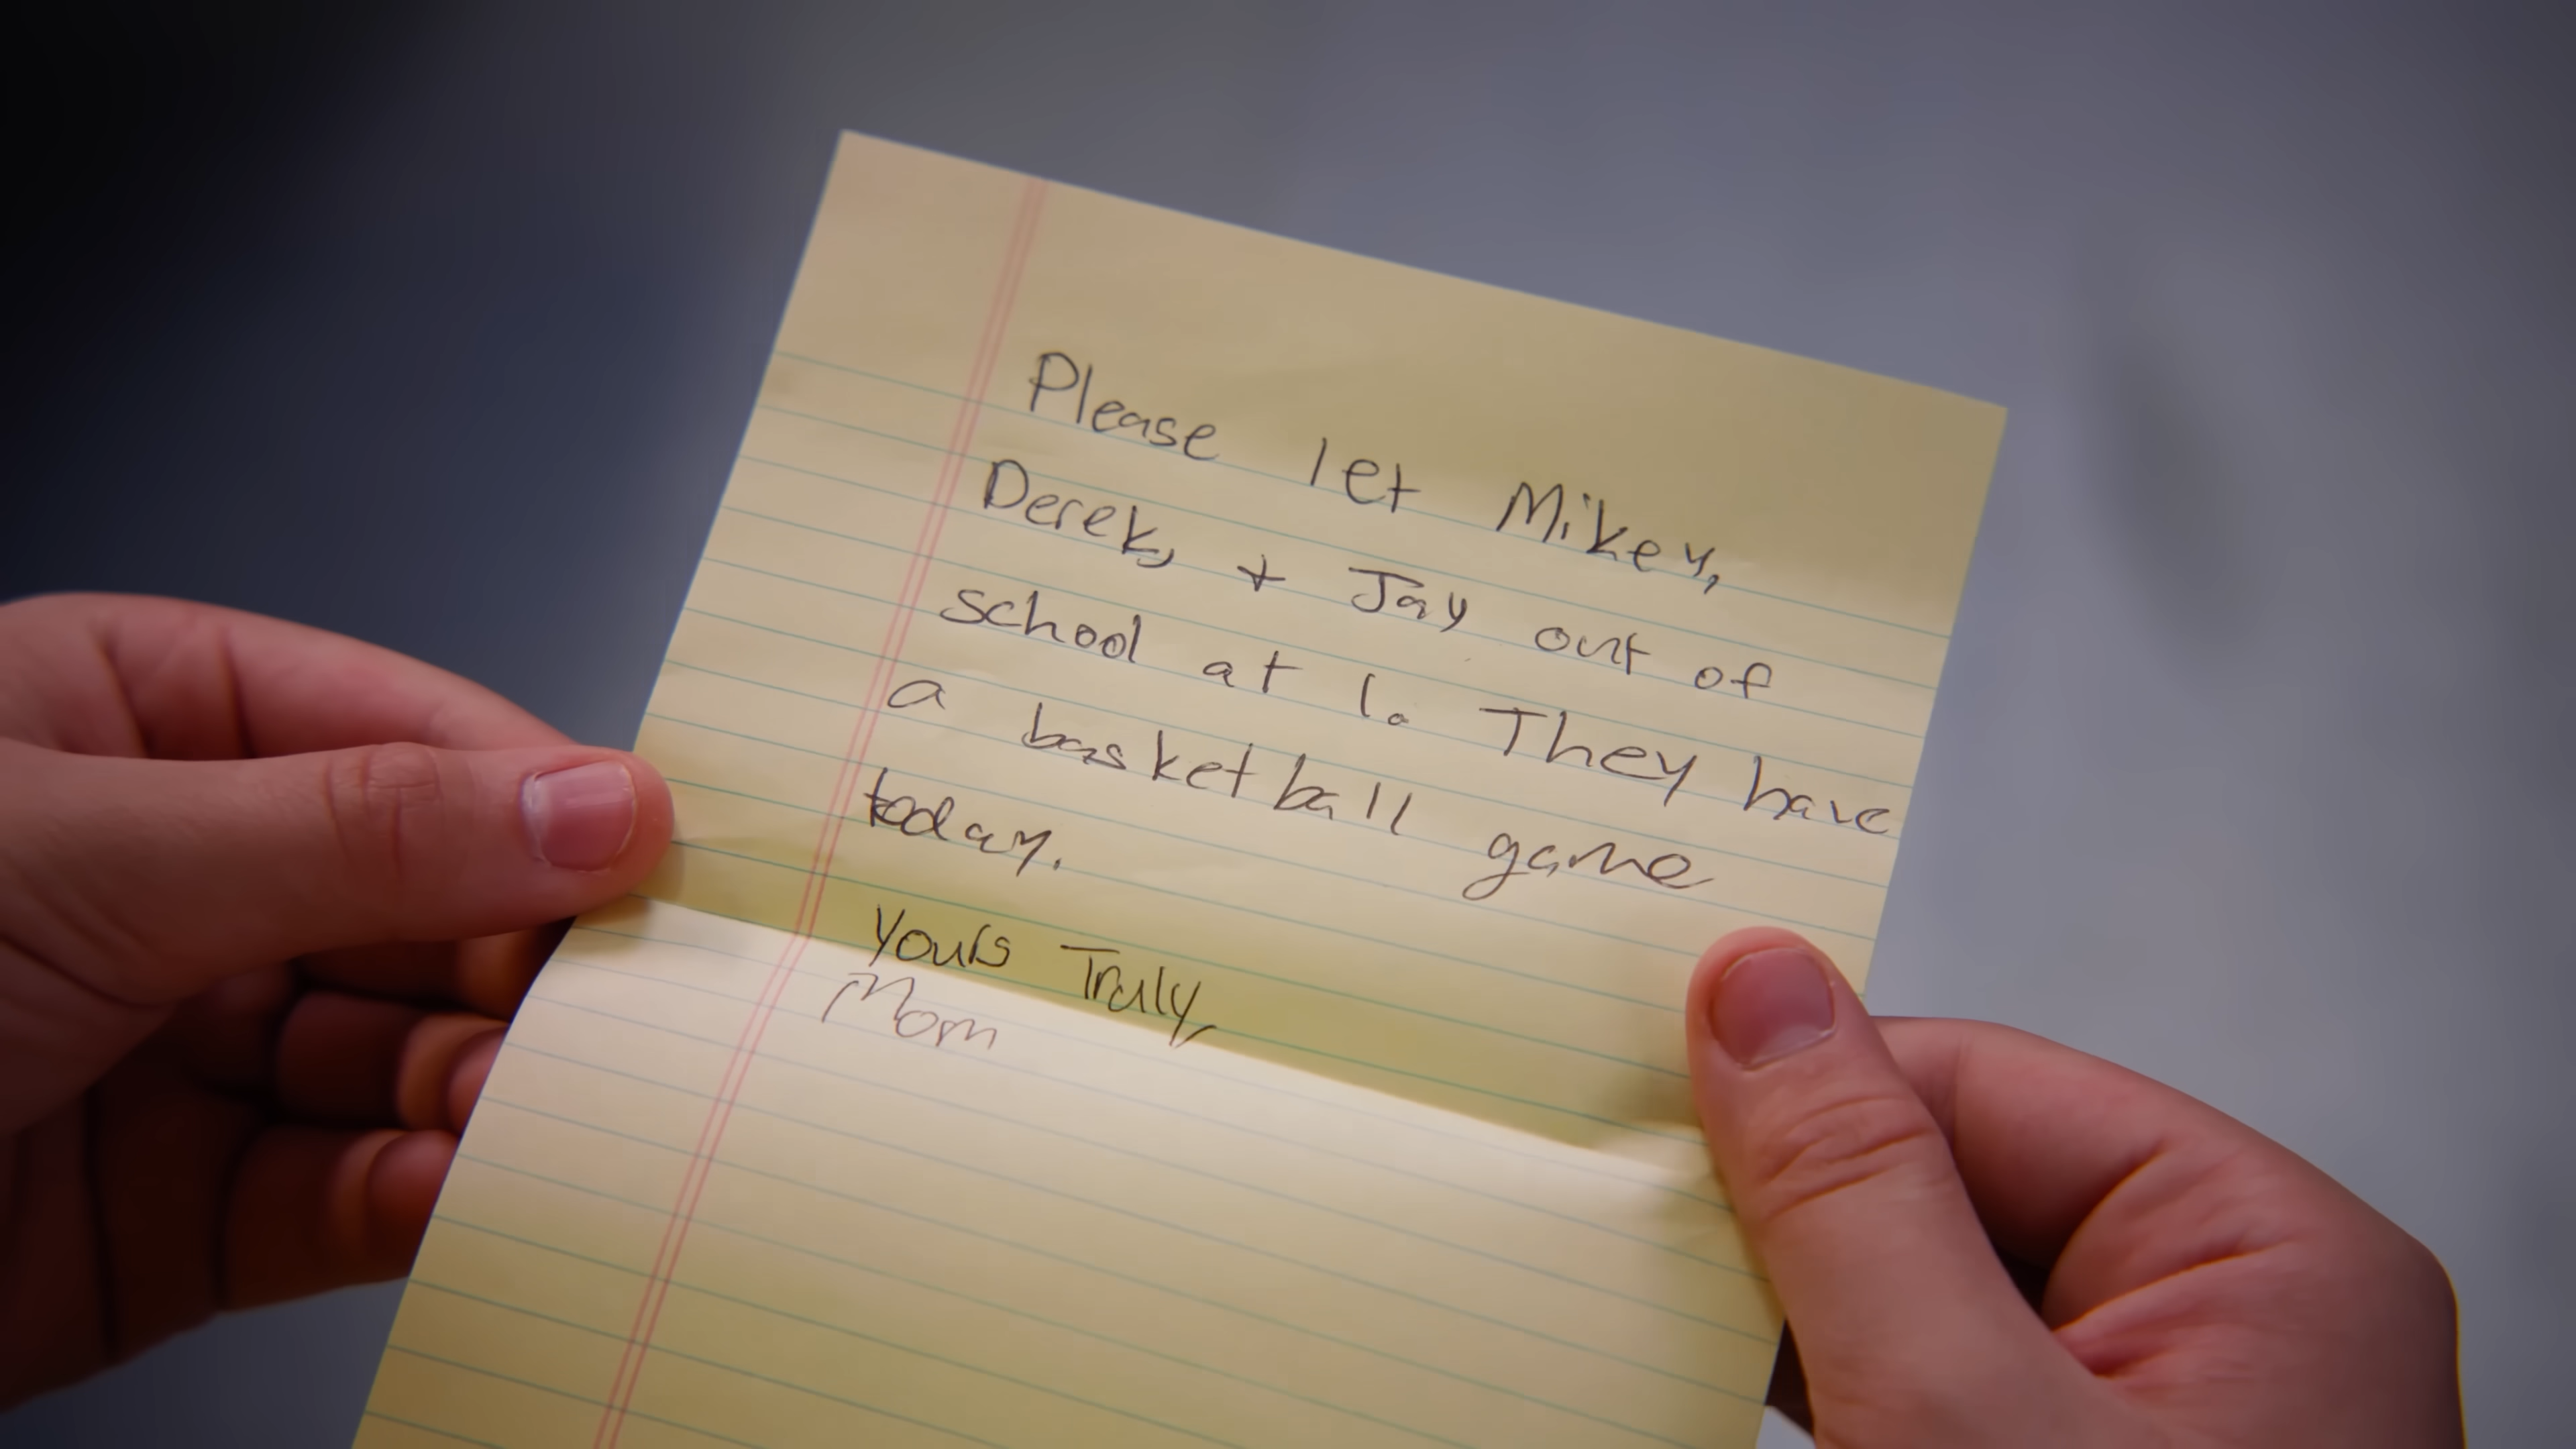 Please let Mikey,
Derek, + Jay out of
school at 1. They have
a basketball game
today.
Yours Truly,
Mom